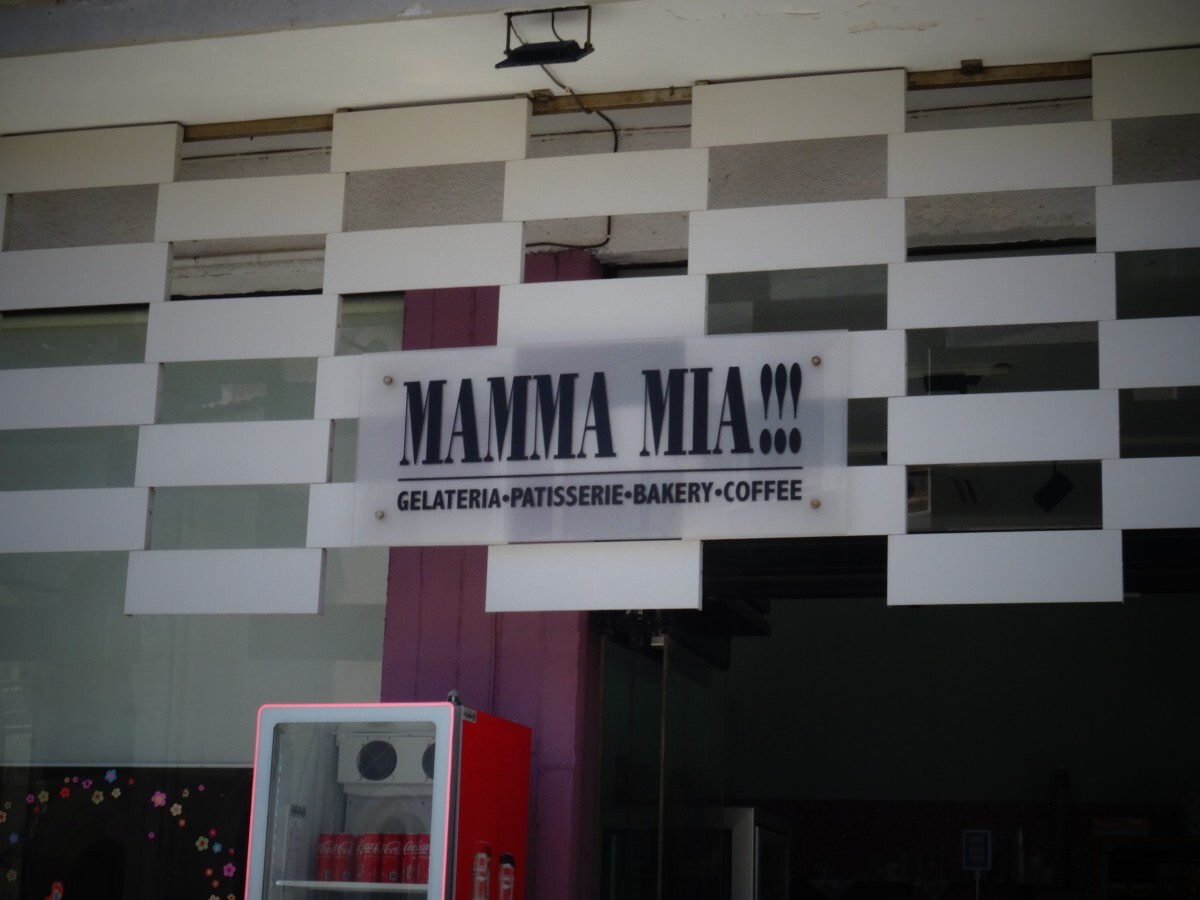 MAMMA MIA!!!
GELATERIA•PATISSERIE•BAKERY•COFFEE